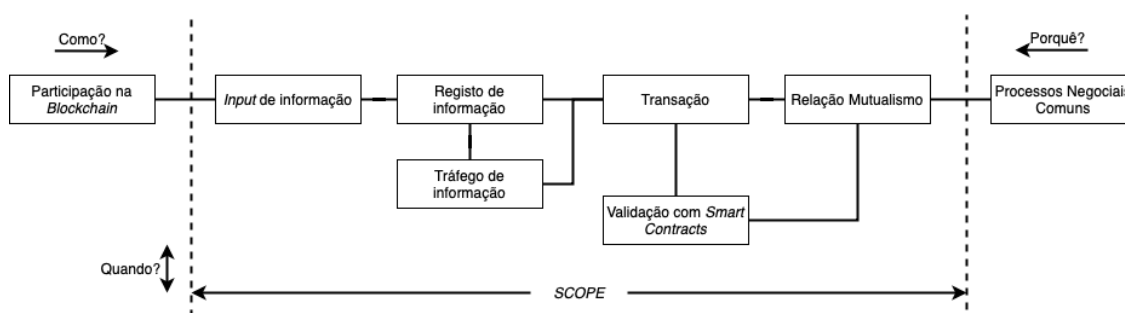 Como?
Porquê?
Participação na
Blockchain
Input de informação
Registo de
informação
Transação
Relação Mutualismo
Processos Negociais
Comuns
Tráfego de
informação
Validação com Smart
Contracts
Quando?
SCOPE